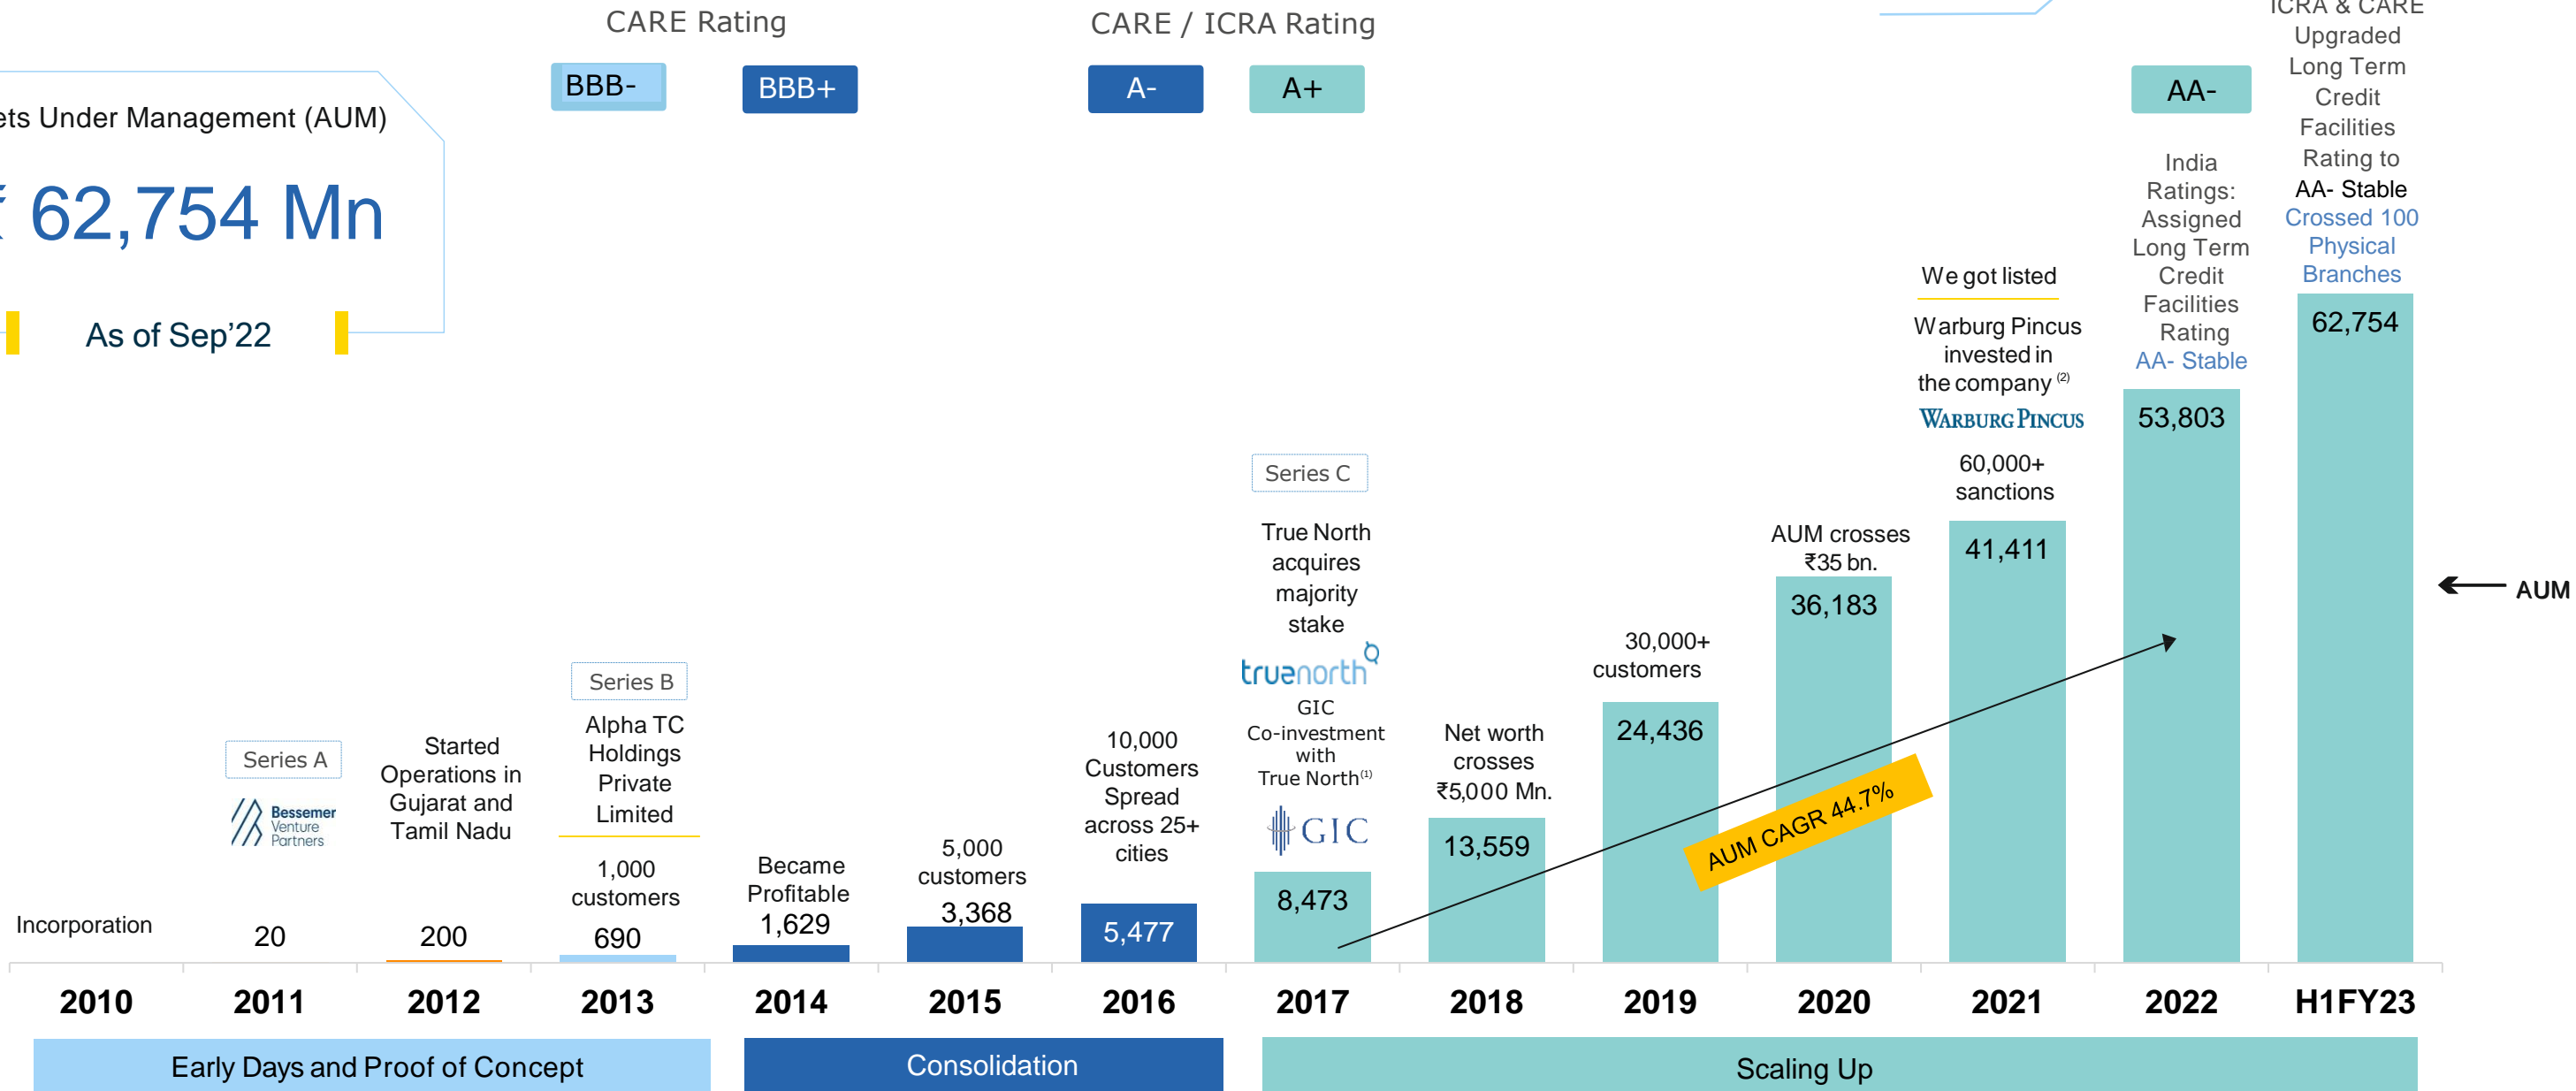 CARE Rating
CARE / ICRA Rating
BBB-
BBB+
A-
A+
AA-
ICRA & CARE
Upgraded
Long Term
Credit
Facilities
Rating to
AA- Stable
Crossed 100
Physical
Branches
62,754
Under Management (AUM)
₹ 62,754 Mn
As of Sep’22
India
Ratings:
Assigned
Long Term
Credit
Facilities
Rating
AA- Stable
53,803
We got listed
Warburg Pincus
invested in
the company (2)
WARBURG PINCUS
60,000+
sanctions
41,411
AUM crosses
₹35 bn.
36,183
30,000+
customers
24,436
Net worth
crosses
₹5,000 Mn.
13,559
Series C
True North
acquires
majority
stake
truenorth
GIC
Co-investment
with
True North(1)
GIC
8,473
10,000
Customers
Spread
across 25+
cities
5,477
5,000
customers
3,368
Became
Profitable
1,629
Series B
Alpha TC
Holdings
Private
Limited
1,000
customers
690
Started
Operations in
Gujarat and
Tamil Nadu
200
Series A
Bessemer
Venture
Partners
20
Incorporation
AUM CAGR 44.7%
AUM
2010 2011 2012 2013 2014 2015 2016 2017 2018 2019 2020 2021 2022 H1FY23
Early Days and Proof of Concept
Consolidation
Scaling Up